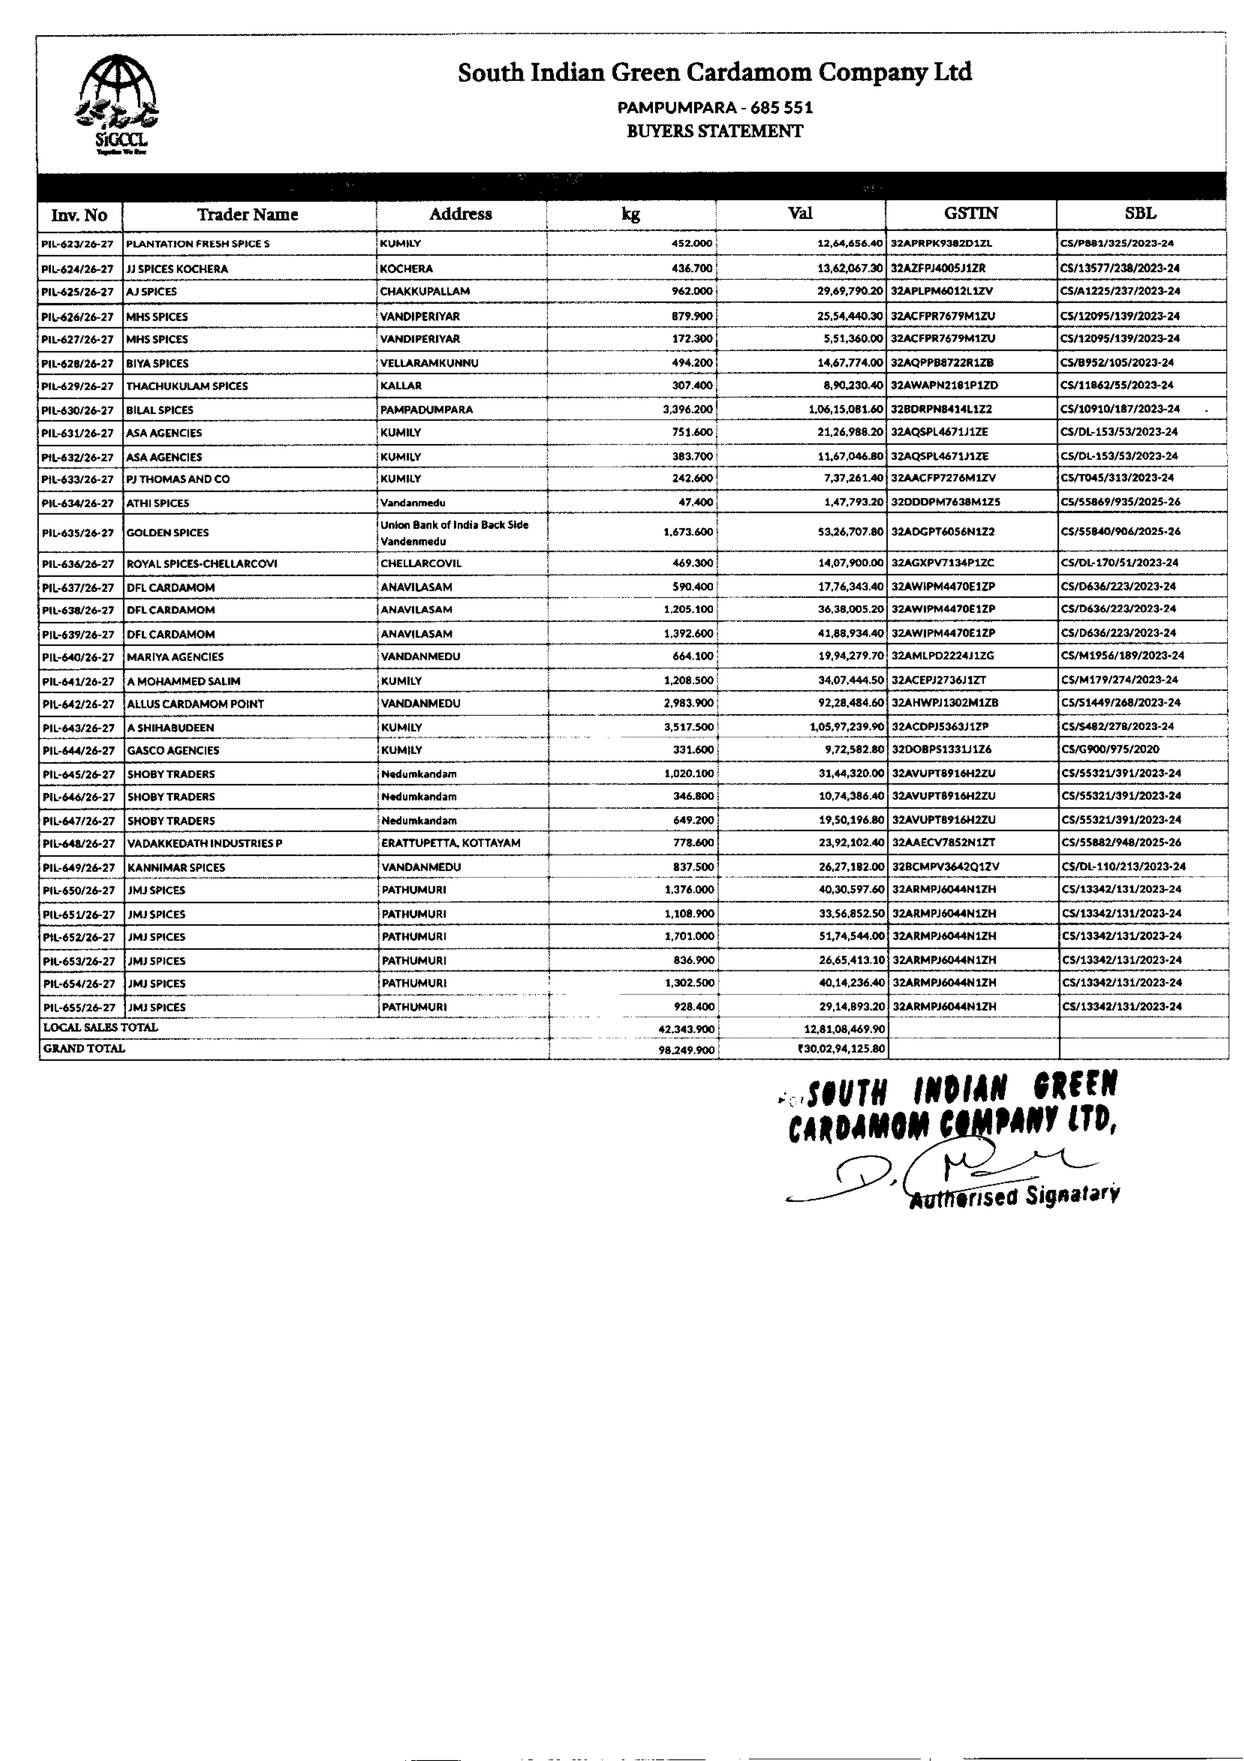 SiGCCL
Together We Grow
South Indian Green Cardamom Company Ltd
PAMPUMPARA - 685 551
BUYERS STATEMENT
Inv. No Trader Name Address kg Val GSTIN SBL
PIL-623/26-27 PLANTATION FRESH SPICE S KUMILY 452.000 12,64,656.40 32APRPK9382D1ZL CS/P881/325/2023-24
PIL-624/26-27 JJ SPICES KOCHERA KOCHERA 436.700 13,62,067.30 32AZFPJ4005J1ZR CS/13577/238/2023-24
PIL-625/26-27 AJ SPICES CHAKKUPALLAM 962.000 29,69,790.20 32APLPM6012L1ZV CS/A1225/237/2023-24
PIL-626/26-27 MHS SPICES VANDIPERIYAR 879.900 25,54,440.30 32ACFPR7679M1ZU CS/12095/139/2023-24
PIL-627/26-27 MHS SPICES VANDIPERIYAR 172.300 5,51,360.00 32ACFPR7679M1ZU CS/12095/139/2023-24
PIL-628/26-27 BIYA SPICES VELLARAMKUNNU 494.200 14,67,774.00 32AQPPB8722R1ZB CS/B952/105/2023-24
PIL-629/26-27 THACHUKULAM SPICES KALLAR 307.400 8,90,230.40 32AWAPN2181P1ZD CS/11862/55/2023-24
PIL-630/26-27 BILAL SPICES PAMPADUMPARA 3,396.200 1,06,15,081.60 32BDRPN8414L1Z2 CS/10910/187/2023-24
PIL-631/26-27 ASA AGENCIES KUMILY 751.600 21,26,988.20 32AQSPL4671J1ZE CS/DL-153/53/2023-24
PIL-632/26-27 ASA AGENCIES KUMILY 383.700 11,67,046.80 32AQSPL4671J1ZE CS/DL-153/53/2023-24
PIL-633/26-27 PJ THOMAS AND CO KUMILY 242.600 7,37,261.40 32AACFP7276M1ZV CS/T045/313/2023-24
PIL-634/26-27 ATHI SPICES Vandanmedu 47.400 1,47,793.20 32DDDPM7638M1Z5 CS/55869/935/2025-26
PIL-635/26-27 GOLDEN SPICES Union Bank of India Back Side Vandenmedu 1,673.600 53,26,707.80 32ADGPT6056N1Z2 CS/55840/906/2025-26
PIL-636/26-27 ROYAL SPICES-CHELLARCOVI CHELLARCOVIL 469.300 14,07,900.00 32AGXPV7134P1ZC CS/DL-170/51/2023-24
PIL-637/26-27 DFL CARDAMOM ANAVILASAM 590.400 17,76,343.40 32AWIPM4470E1ZP CS/D636/223/2023-24
PIL-638/26-27 DFL CARDAMOM ANAVILASAM 1,205.100 36,38,005.20 32AWIPM4470E1ZP CS/D636/223/2023-24
PIL-639/26-27 DFL CARDAMOM ANAVILASAM 1,392.600 41,88,934.40 32AWIPM4470E1ZP CS/D636/223/2023-24
PIL-640/26-27 MARIYA AGENCIES VANDANMEDU 664.100 19,94,279.70 32AMLPD2224J1ZG CS/M1956/189/2023-24
PIL-641/26-27 A MOHAMMED SALIM KUMILY 1,208.500 34,07,444.50 32ACEPJ2736J1ZT CS/M179/274/2023-24
PIL-642/26-27 ALLUS CARDAMOM POINT VANDANMEDU 2,983.900 92,28,484.60 32AHWPJ1302M1ZB CS/S1449/268/2023-24
PIL-643/26-27 A SHIHABUDEEN KUMILY 3,517.500 1,05,97,239.90 32ACDPJ5363J1ZP CS/S482/278/2023-24
PIL-644/26-27 GASCO AGENCIES KUMILY 331.600 9,72,582.80 32DOBPS1331J1Z6 CS/G900/975/2020
PIL-645/26-27 SHOBY TRADERS Nedumkandam 1,020.100 31,44,320.00 32AVUPT8916H2ZU CS/55321/391/2023-24
PIL-646/26-27 SHOBY TRADERS Nedumkandam 346.800 10,74,386.40 32AVUPT8916H2ZU CS/55321/391/2023-24
PIL-647/26-27 SHOBY TRADERS Nedumkandam 649.200 19,50,196.80 32AVUPT8916H2ZU CS/55321/391/2023-24
PIL-648/26-27 VADAKKEDATH INDUSTRIES P ERATTUPETTA, KOTTAYAM 778.600 23,92,102.40 32AAECV7852N1ZT CS/55882/948/2025-26
PIL-649/26-27 KANNIMAR SPICES VANDANMEDU 837.500 26,27,182.00 32BCMPV3642Q1ZV CS/DL-110/213/2023-24
PIL-650/26-27 JMJ SPICES PATHUMURI 1,376.000 40,30,597.60 32ARMPJ6044N1ZH CS/13342/131/2023-24
PIL-651/26-27 JMJ SPICES PATHUMURI 1,108.900 33,56,852.50 32ARMPJ6044N1ZH CS/13342/131/2023-24
PIL-652/26-27 JMJ SPICES PATHUMURI 1,701.000 51,74,544.00 32ARMPJ6044N1ZH CS/13342/131/2023-24
PIL-653/26-27 JMJ SPICES PATHUMURI 836.900 26,65,413.10 32ARMPJ6044N1ZH CS/13342/131/2023-24
PIL-654/26-27 JMJ SPICES PATHUMURI 1,302.500 40,14,236.40 32ARMPJ6044N1ZH CS/13342/131/2023-24
PIL-655/26-27 JMJ SPICES PATHUMURI 928.400 29,14,893.20 32ARMPJ6044N1ZH CS/13342/131/2023-24
LOCAL SALES TOTAL 42,343.900 12,81,08,469.90
GRAND TOTAL 98,249.900 ₹30,02,94,125.80
For SOUTH INDIAN GREEN
CARDAMOM COMPANY LTD,
Authorised Signatary